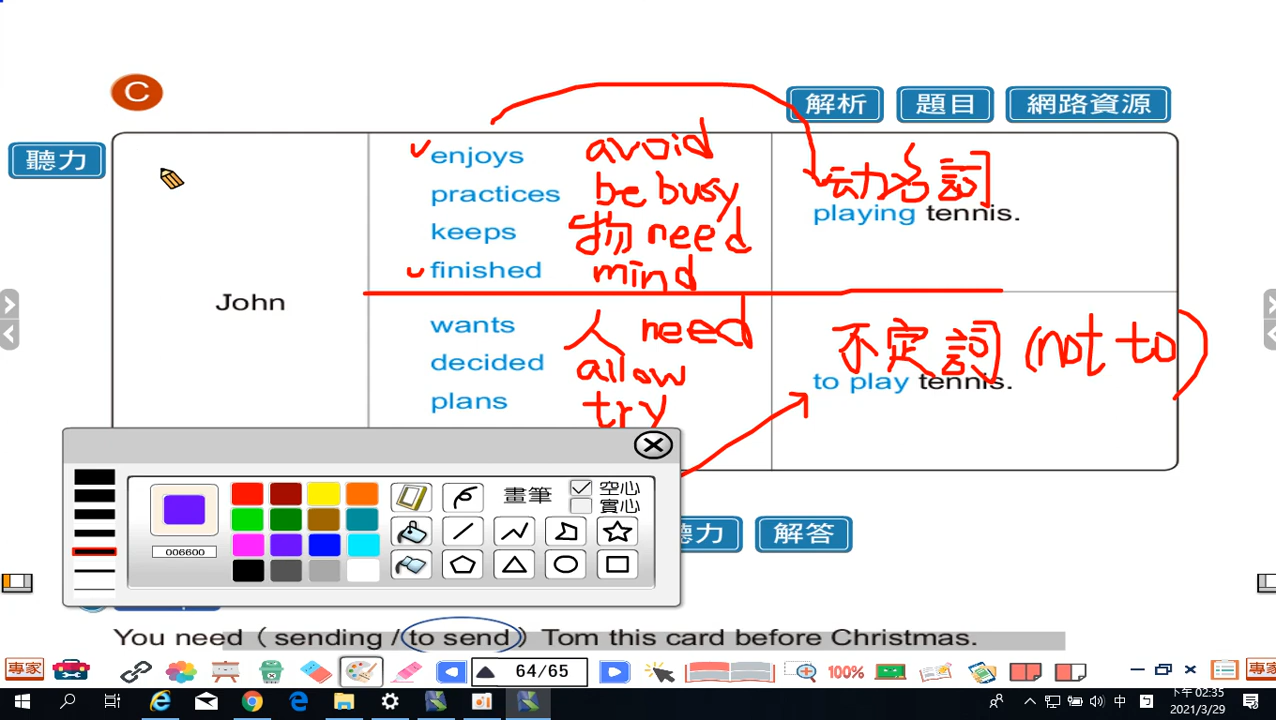 C
解析 題目 網路資源
聽力
enjoys avoid 动名詞
practices be busy playing tennis.
keeps 物 need
finished mind
John
wants 人 need 不定詞 (not to)
decided allow to play tennis.
plans try
畫筆 空心
實心
006600
聽力 解答
You need ( sending / to send ) Tom this card before Christmas.
專家 64/65 100% 專家
中 下午 02:35
2021/3/29